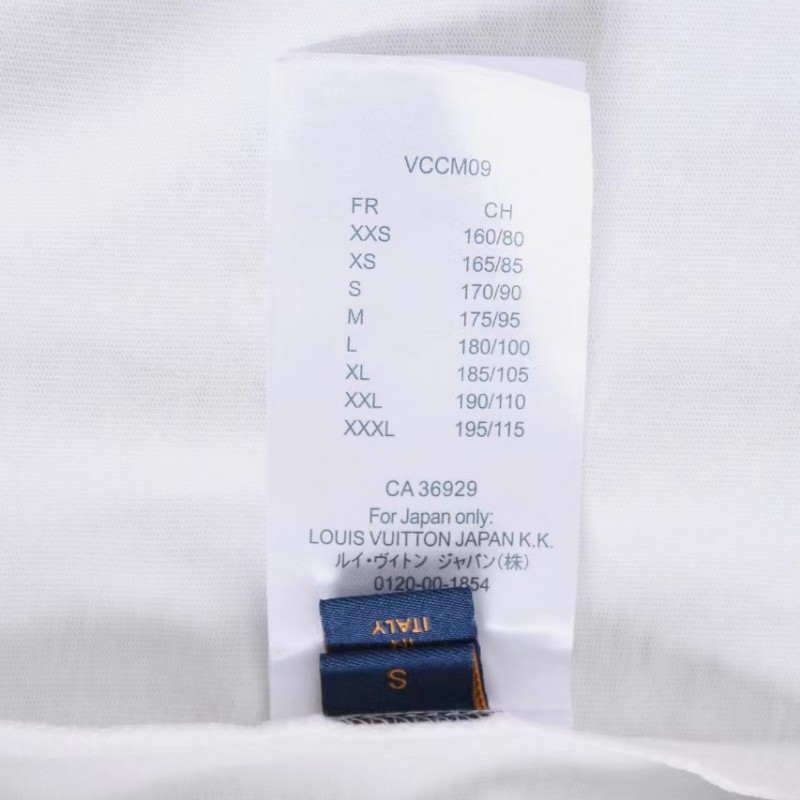 VCCM09
FR CH
XXS 160/80
XS 165/85
S 170/90
M 175/95
L 180/100
XL 185/105
XXL 190/110
XXXL 195/115
CA 36929
For Japan only:
LOUIS VUITTON JAPAN K.K.
ルイ・ヴィトン ジャパン(株)
0120-00-1854
ITALY
S